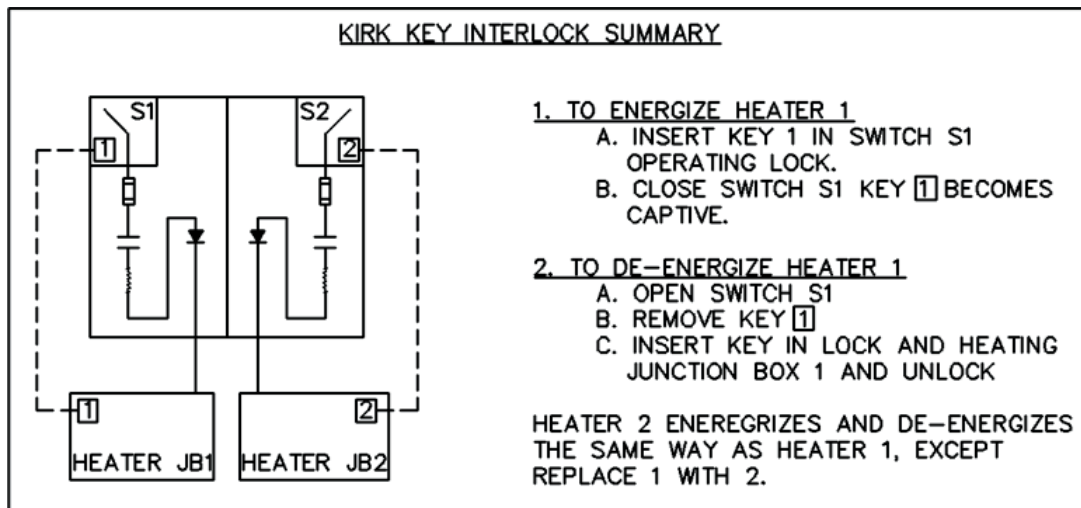 KIRK KEY INTERLOCK SUMMARY
S1
S2
1
2
1
2
HEATER JB1
HEATER JB2
1. TO ENERGIZE HEATER 1
A. INSERT KEY 1 IN SWITCH S1
OPERATING LOCK.
B. CLOSE SWITCH S1 KEY 1 BECOMES
CAPTIVE.
2. TO DE-ENERGIZE HEATER 1
A. OPEN SWITCH S1
B. REMOVE KEY 1
C. INSERT KEY IN LOCK AND HEATING
JUNCTION BOX 1 AND UNLOCK
HEATER 2 ENEREGRIZES AND DE-ENERGIZES
THE SAME WAY AS HEATER 1, EXCEPT
REPLACE 1 WITH 2.